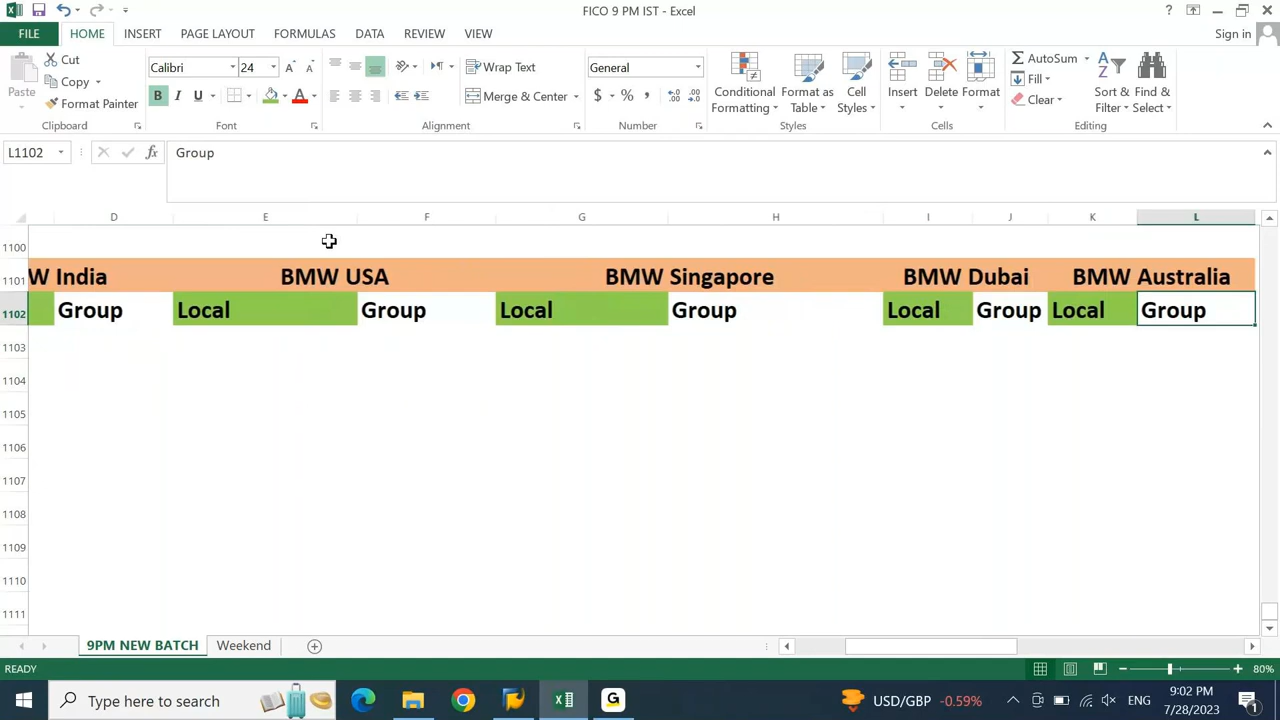 FICO 9 PM IST - Excel
FILE HOME INSERT PAGE LAYOUT FORMULAS DATA REVIEW VIEW Sign in
Paste Cut Copy Format Painter Clipboard
Calibri 24 B I U A Font
Wrap Text Merge & Center Alignment
General $ % , Number
Conditional Formatting Format as Table Cell Styles Styles
Insert Delete Format Cells
AutoSum Fill Clear Sort & Filter Find & Select Editing
L1102 fx Group
D E F G H I J K L
1100
1101 W India BMW USA BMW Singapore BMW Dubai BMW Australia
1102 Group Local Group Local Group Local Group Local Group
1103
1104
1105
1106
1107
1108
1109
1110
1111
9PM NEW BATCH Weekend
READY 80%
Type here to search USD/GBP -0.59% ENG 9:02 PM
7/28/2023